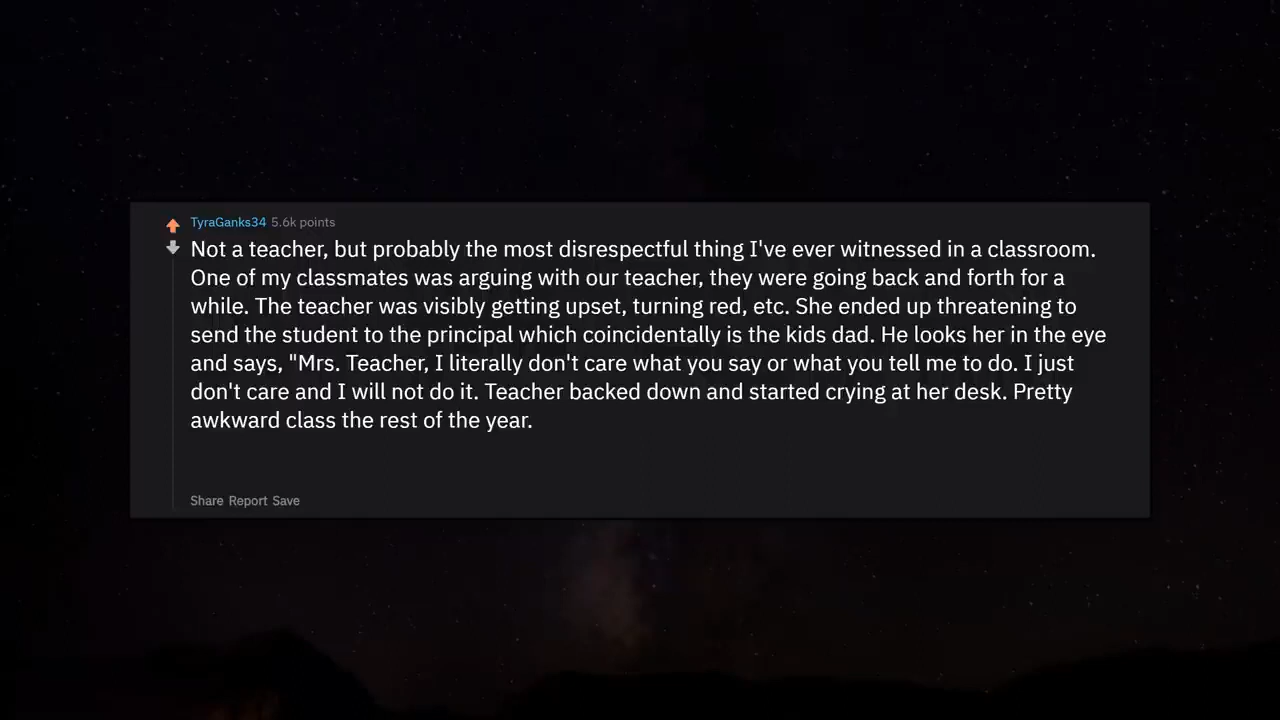 TyraGanks34 5.6k points
Not a teacher, but probably the most disrespectful thing I've ever witnessed in a classroom.
One of my classmates was arguing with our teacher, they were going back and forth for a
while. The teacher was visibly getting upset, turning red, etc. She ended up threatening to
send the student to the principal which coincidentally is the kids dad. He looks her in the eye
and says, "Mrs. Teacher, I literally don't care what you say or what you tell me to do. I just
don't care and I will not do it. Teacher backed down and started crying at her desk. Pretty
awkward class the rest of the year.
Share Report Save